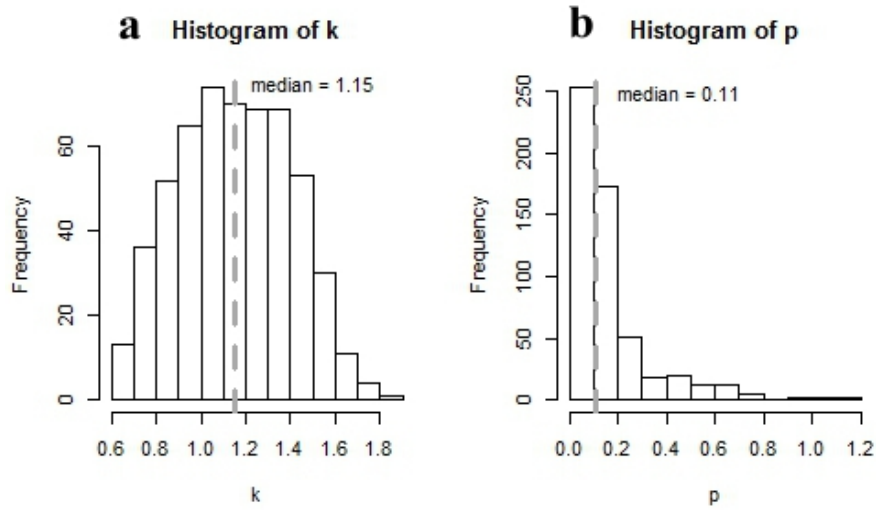 a Histogram of k
median = 1.15
Frequency
60
40
20
0
0.6 0.8 1.0 1.2 1.4 1.6 1.8
k
b Histogram of p
median = 0.11
Frequency
250
200
150
100
50
0
0.0 0.2 0.4 0.6 0.8 1.0 1.2
p